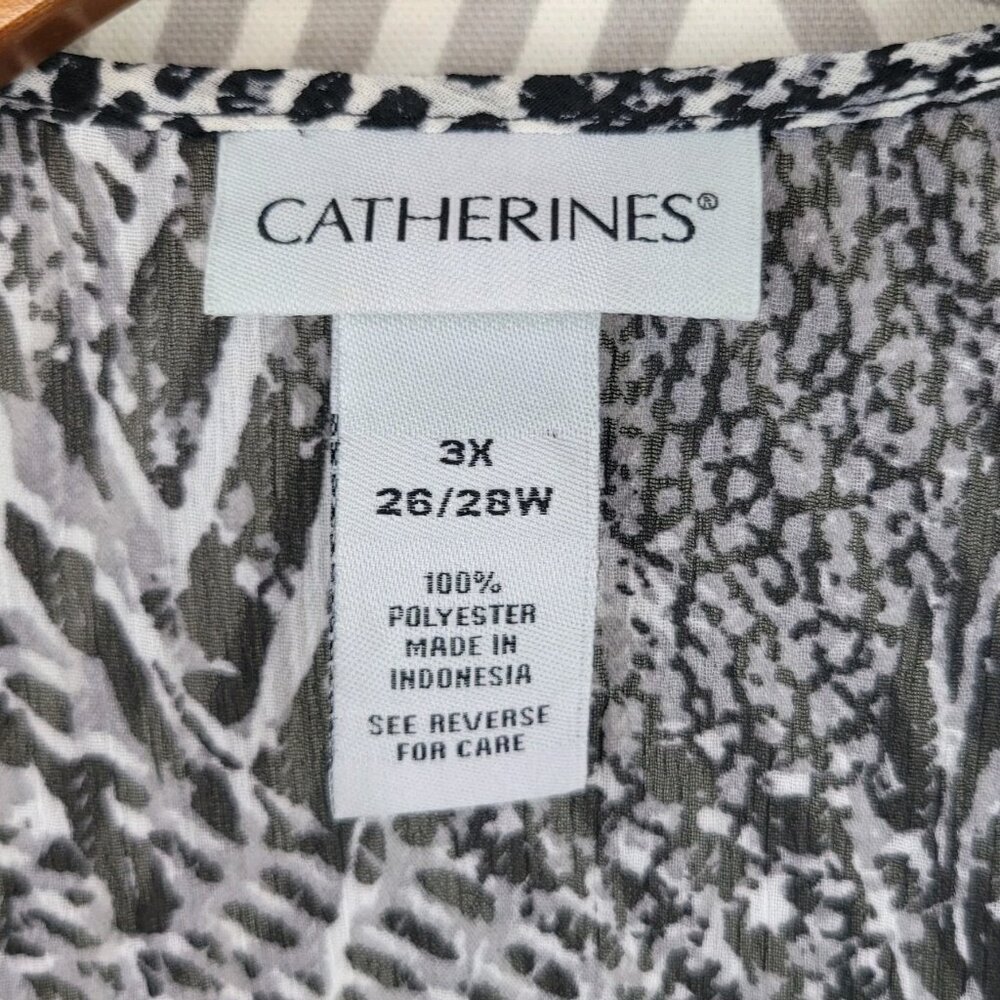 CATHERINES®
3X
26/28W
100%
POLYESTER
MADE IN
INDONESIA
SEE REVERSE
FOR CARE